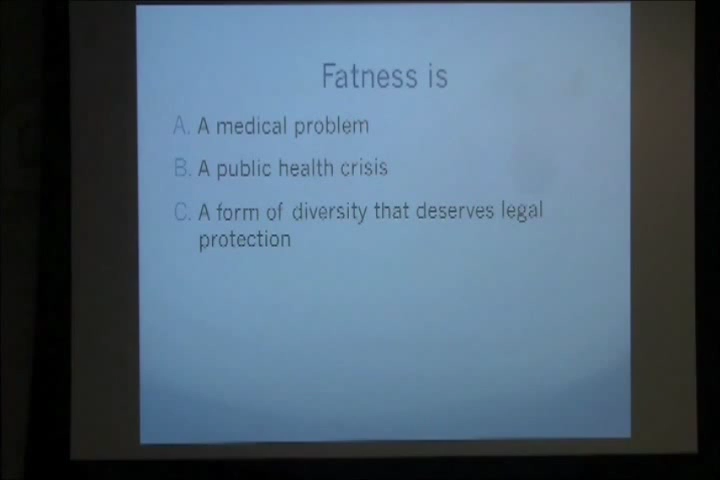 Fatness is
A. A medical problem
B. A public health crisis
C. A form of diversity that deserves legal
protection